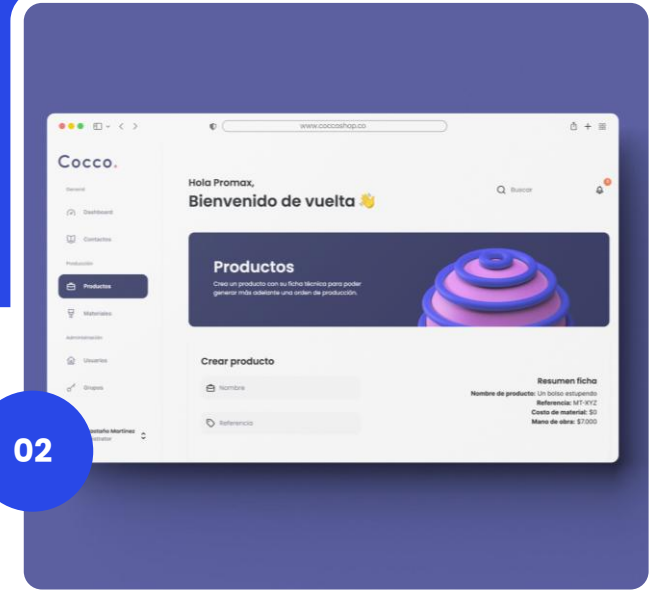 www.coccoshop.co
Cocco.
General
Dashboard
Contactos
Producción
Productos
Materiales
Administración
Usuarios
Grupos
Martínez
Hola Promax,
Bienvenido de vuelta 👋
Buscar
Productos
Crea un producto con su ficha técnica para poder
generar más adelante una orden de producción.
Crear producto
Nombre
Referencia
Resumen ficha
Nombre de producto: Un bolso estupendo
Referencia: MT-XYZ
Costo de material: $0
Mano de obra: $7.000
02